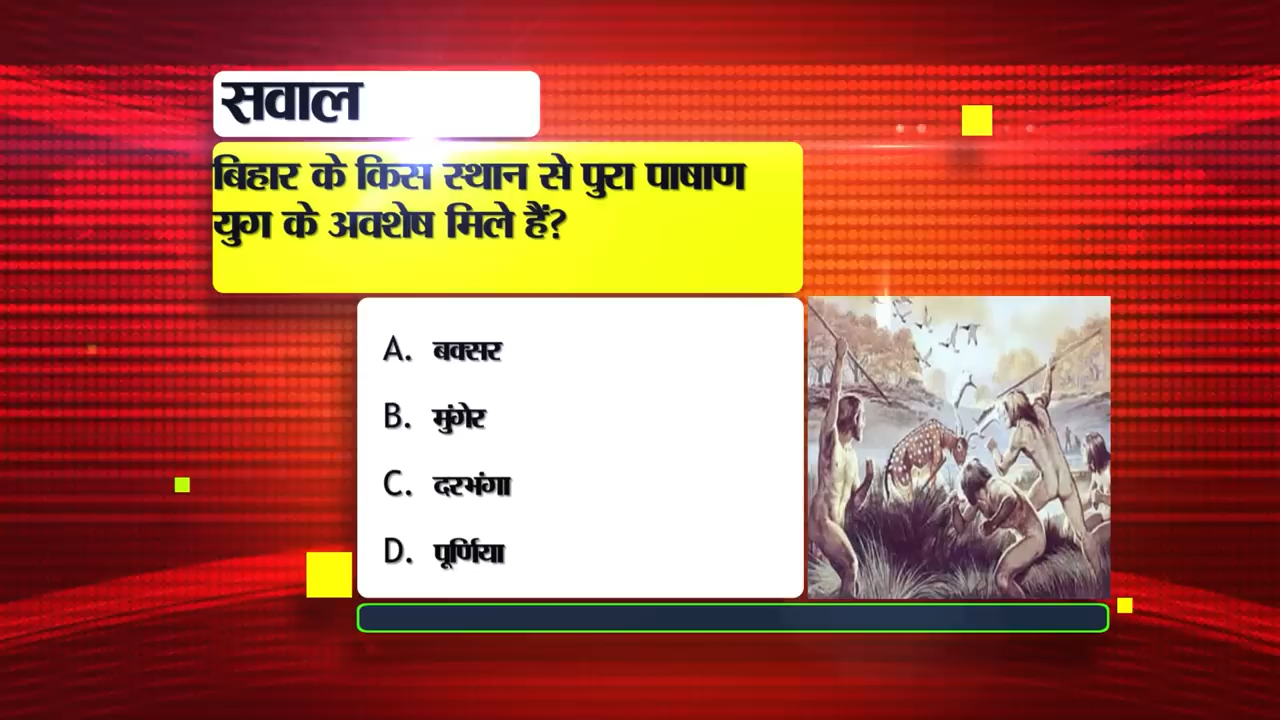 सवाल
बिहार के किस स्थान से पुरा पाषाण
युग के अवशेष मिले हैं?
A. बक्सर
B. मुंगेर
C. दरभंगा
D. पूर्णिया